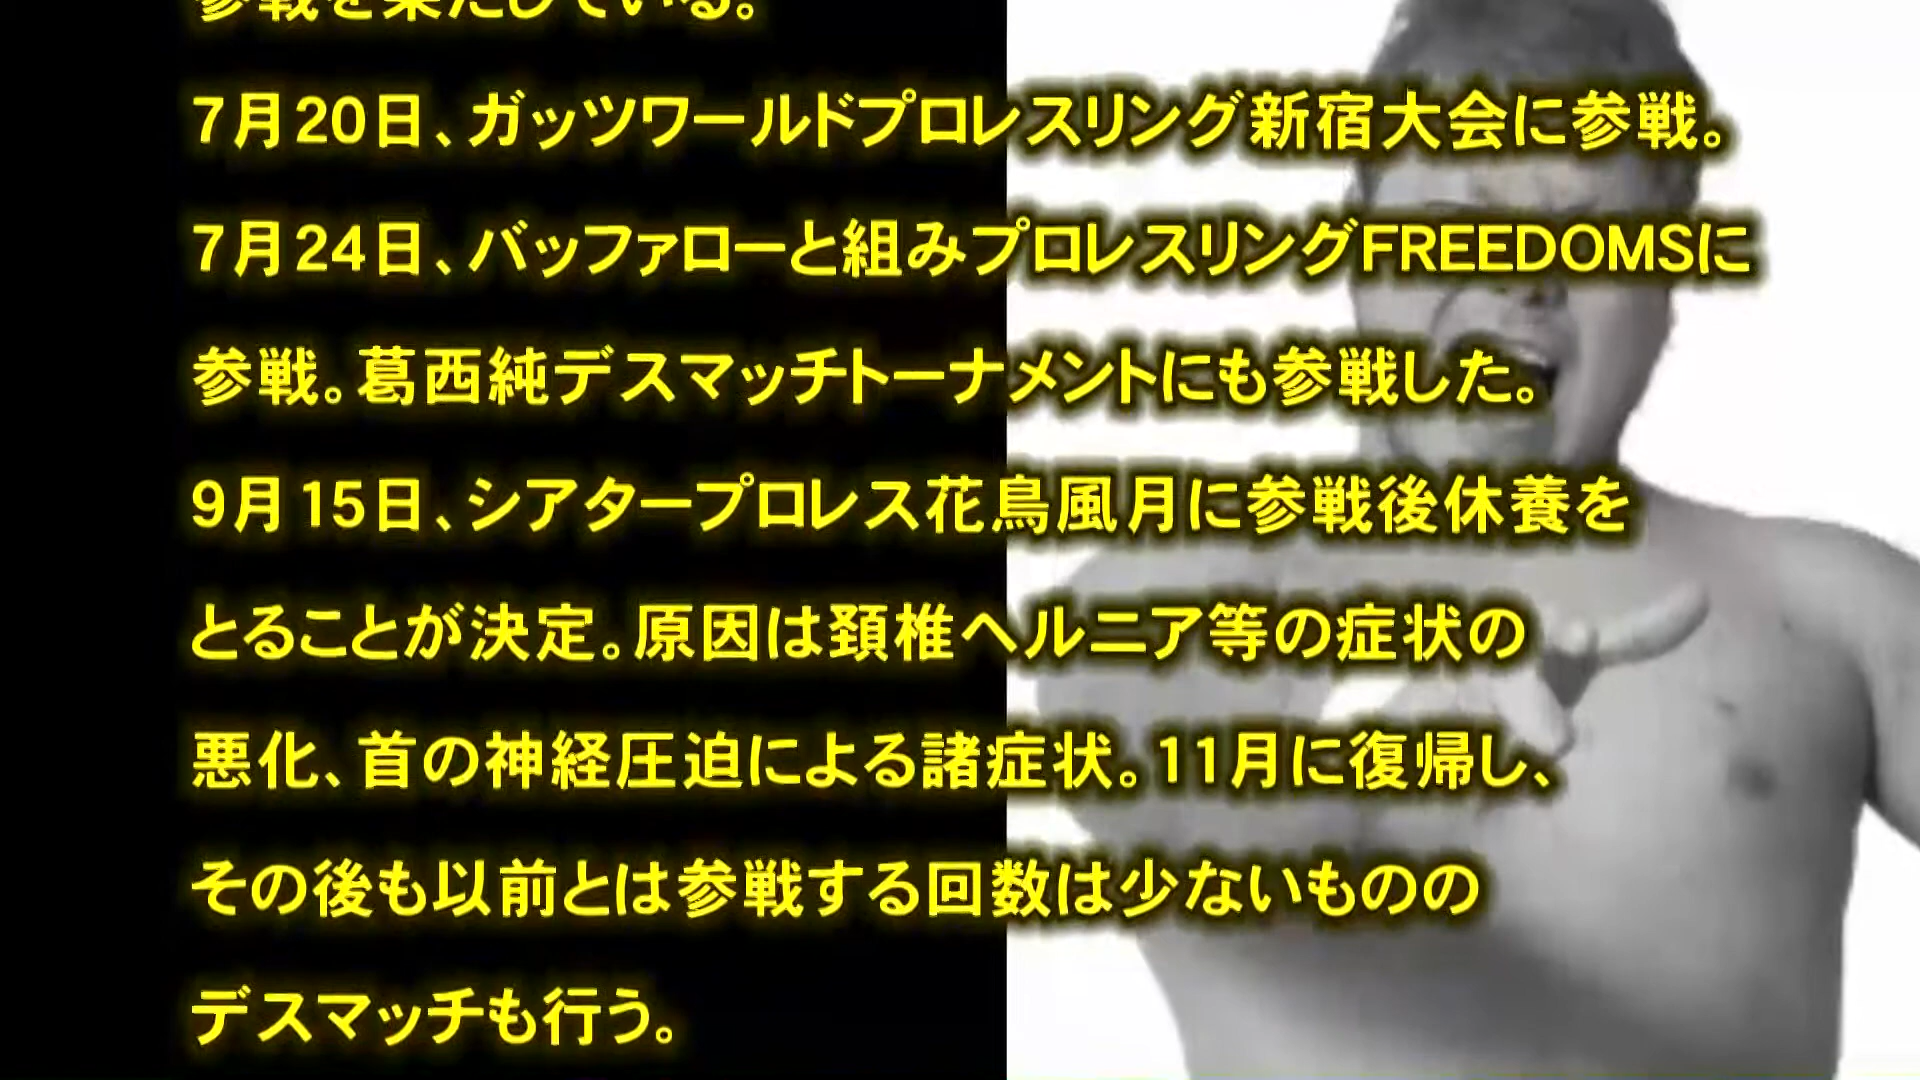 参戦を果たしている。
7月20日、ガッツワールドプロレスリング新宿大会に参戦。
7月24日、バッファローと組みプロレスリングFREEDOMSに
参戦。葛西純デスマッチトーナメントにも参戦した。
9月15日、シアタープロレス花鳥風月に参戦後休養を
とることが決定。原因は頚椎ヘルニア等の症状の
悪化、首の神経圧迫による諸症状。11月に復帰し、
その後も以前とは参戦する回数は少ないものの
デスマッチも行う。